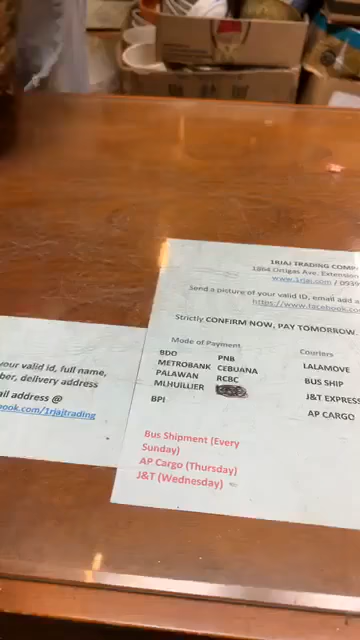 1RJAJ TRADING COMP
1864 Ortigas Ave. Extension
www.1rjaj.com / 0939
Send a picture of your valid ID, email add a
https://www.facebook.co
Strictly CONFIRM NOW, PAY TOMORROW
Mode of Payment
BDO PNB
METROBANK CEBUANA
PALAWAN RCBC
MLHUILLIER
BPI
Couriers
LALAMOVE
BUS SHIP
J&T EXPRESS
AP CARGO
Bus Shipment (Every
Sunday)
AP Cargo (Thursday)
J&T (Wednesday)
your valid id, full name,
ber, delivery address
ail address @
book.com/1rjajtrading